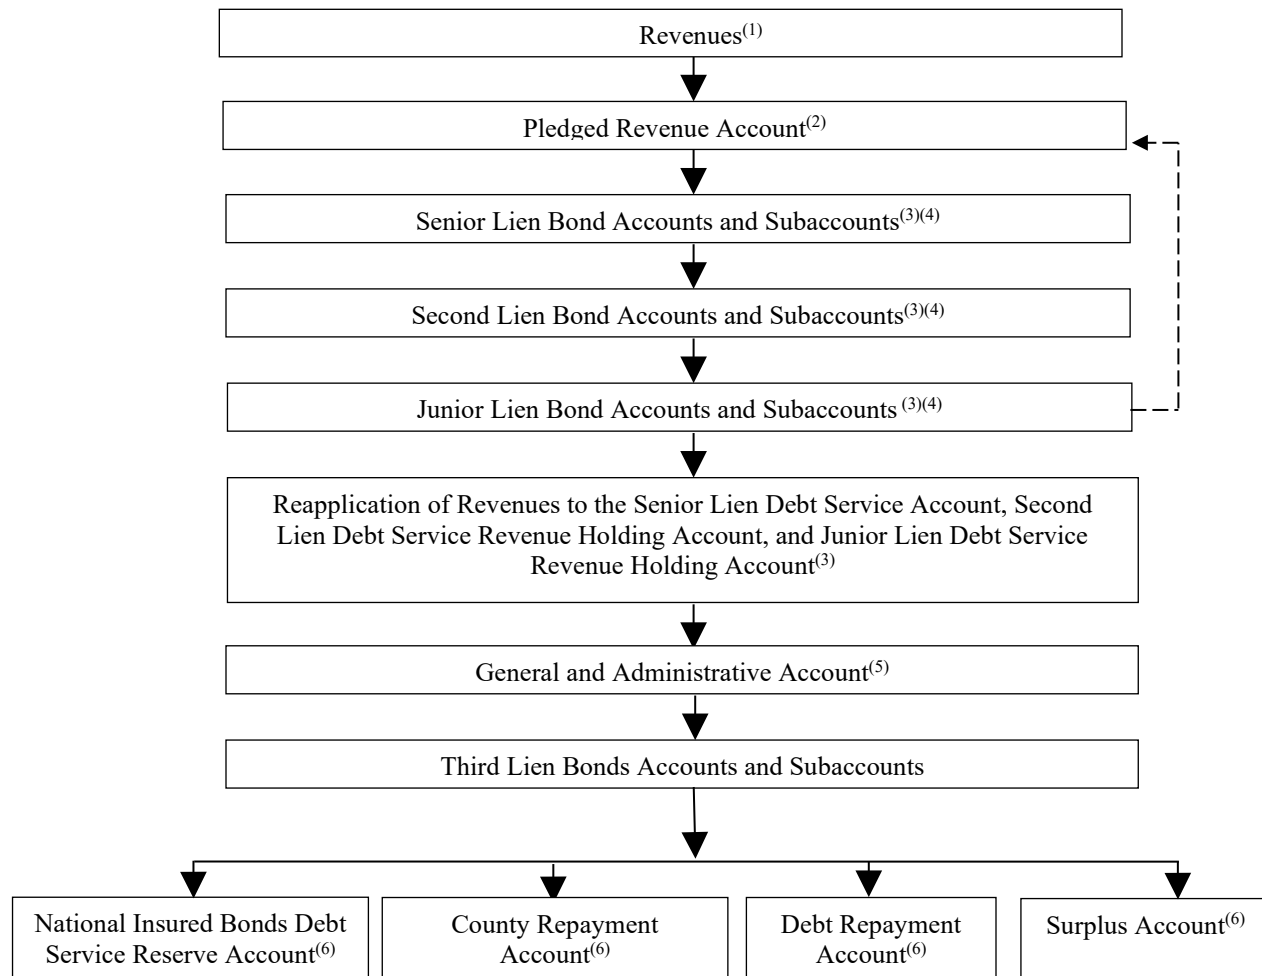 Revenues(1)
Pledged Revenue Account(2)
Senior Lien Bond Accounts and Subaccounts(3)(4)
Second Lien Bond Accounts and Subaccounts(3)(4)
Junior Lien Bond Accounts and Subaccounts (3)(4)
Reapplication of Revenues to the Senior Lien Debt Service Account, Second
Lien Debt Service Revenue Holding Account, and Junior Lien Debt Service
Revenue Holding Account(3)
General and Administrative Account(5)
Third Lien Bonds Accounts and Subaccounts
National Insured Bonds Debt
Service Reserve Account(6)
County Repayment
Account(6)
Debt Repayment
Account(6)
Surplus Account(6)